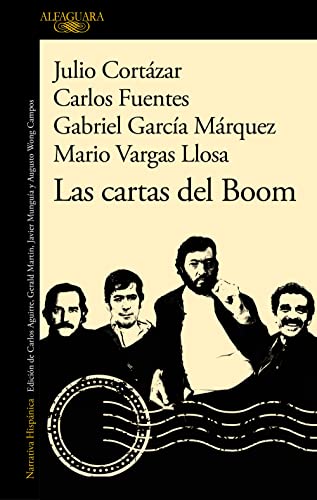 ALFAGUARA
Julio Cortázar
Carlos Fuentes
Gabriel García Márquez
Mario Vargas Llosa
Las cartas del Boom
Narrativa Hispánica
Edición de Carlos Aguirre, Gerald Martin, Javier Munguía y Augusto Wong Campos